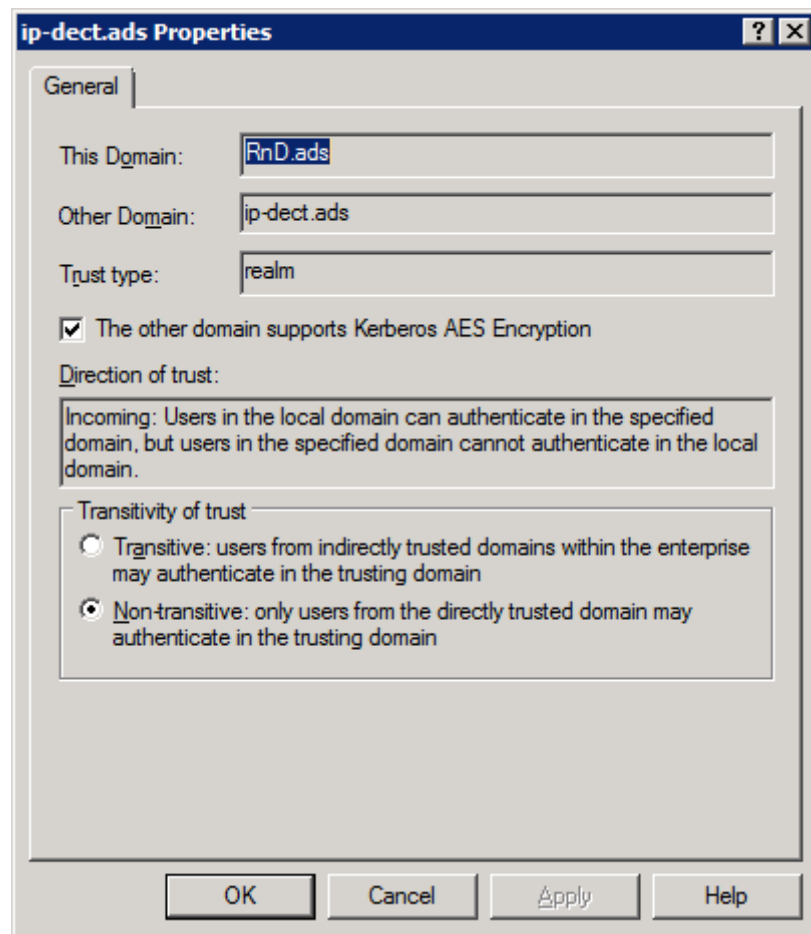 ip-dect.ads Properties
General
This Domain: RnD.ads
Other Domain: ip-dect.ads
Trust type: realm
The other domain supports Kerberos AES Encryption
Direction of trust:
Incoming: Users in the local domain can authenticate in the specified
domain, but users in the specified domain cannot authenticate in the local
domain.
Transitivity of trust
Transitive: users from indirectly trusted domains within the enterprise
may authenticate in the trusting domain
Non-transitive: only users from the directly trusted domain may
authenticate in the trusting domain
OK Cancel Apply Help